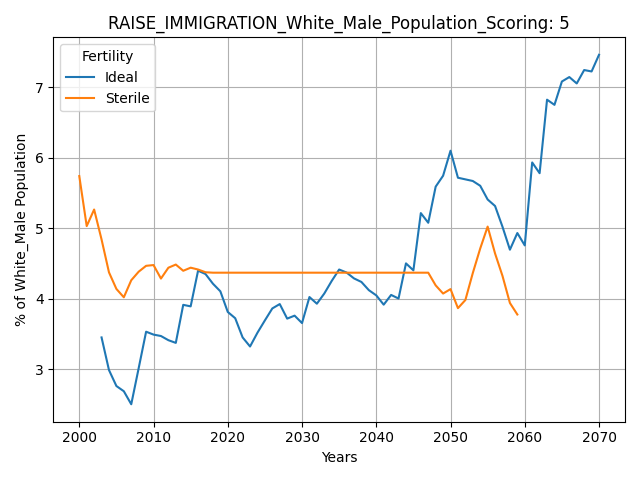 RAISE_IMMIGRATION_White_Male_Population_Scoring: 5
Fertility
Ideal
Sterile
% of White_Male Population
7
6
5
4
3
2000 2010 2020 2030 2040 2050 2060 2070
Years